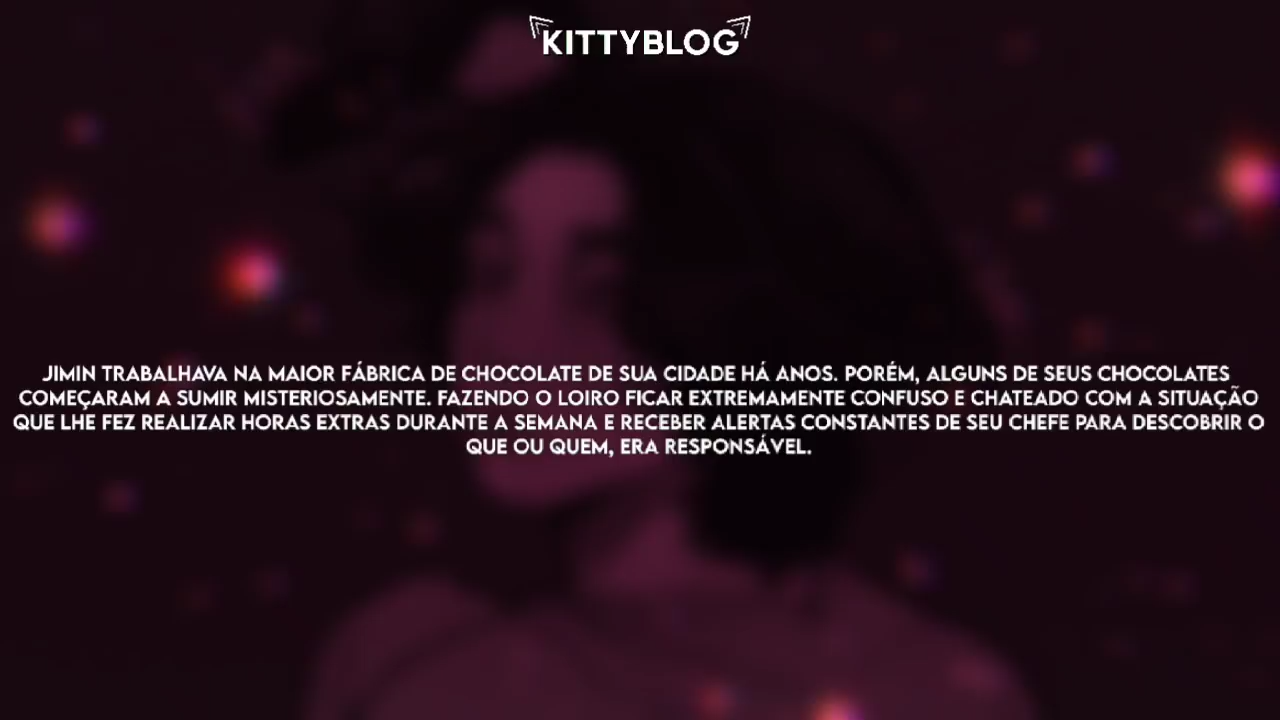 KITTYBLOG
JIMIN TRABALHAVA NA MAIOR FÁBRICA DE CHOCOLATE DE SUA CIDADE HÁ ANOS. PORÉM, ALGUNS DE SEUS CHOCOLATES
COMEÇARAM A SUMIR MISTERIOSAMENTE. FAZENDO O LOIRO FICAR EXTREMAMENTE CONFUSO E CHATEADO COM A SITUAÇÃO
QUE LHE FEZ REALIZAR HORAS EXTRAS DURANTE A SEMANA E RECEBER ALERTAS CONSTANTES DE SEU CHEFE PARA DESCOBRIR O
QUE OU QUEM, ERA RESPONSÁVEL.